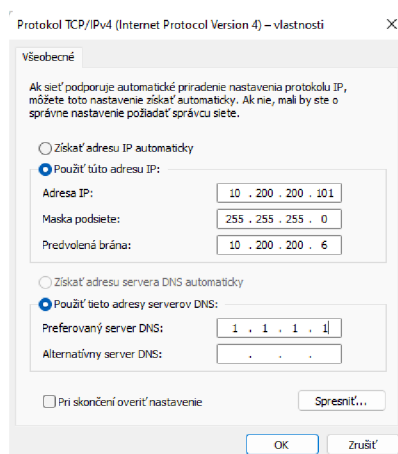 Protokol TCP/IPv4 (Internet Protocol Version 4) – vlastnosti
Všeobecné
Ak sieť podporuje automatické priradenie nastavenia protokolu IP,
môžete toto nastavenie získať automaticky. Ak nie, mali by ste o
správne nastavenie požiadať správcu siete.
Získať adresu IP automaticky
Použiť túto adresu IP:
Adresa IP: 10 . 200 . 200 . 101
Maska podsiete: 255 . 255 . 255 . 0
Predvolená brána: 10 . 200 . 200 . 6
Získať adresu servera DNS automaticky
Použiť tieto adresy serverov DNS:
Preferovaný server DNS: 1 . 1 . 1 . 1
Alternatívny server DNS: . . .
Pri skončení overiť nastavenie
Spresniť...
OK Zrušiť